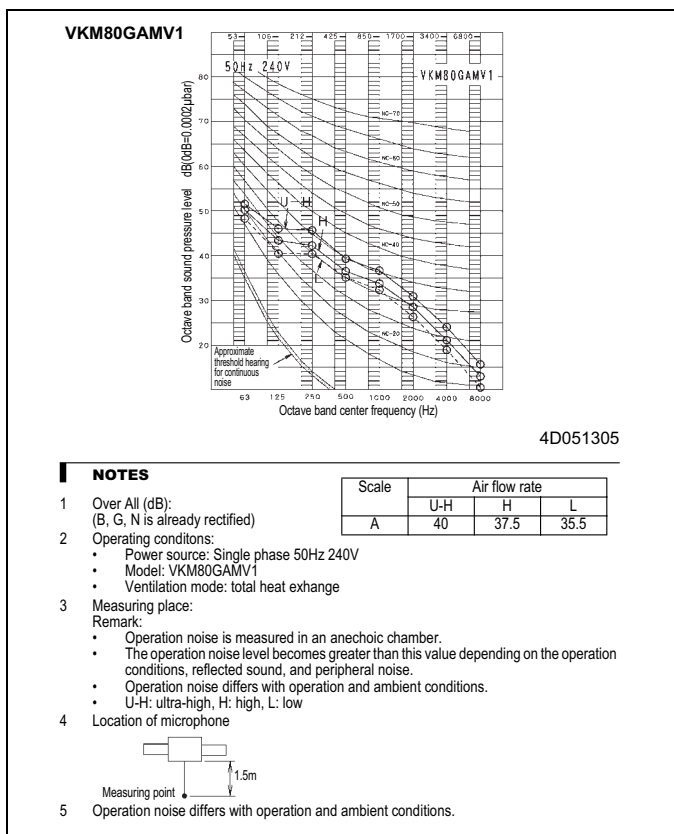 VKM80GAMV1
53 106 212 425 850 1700 3400 6800
50Hz 240V
VKM80GAMV1
dB(0dB=0.0002µbar)
Octave band sound pressure level
80
70
60
50
40
30
20
NC-70
NC-60
NC-50
NC-40
NC-20
U-H
H
L
Approximate
threshold hearing
for continuous
noise
63 125 250 500 1000 2000 4000 8000
Octave band center frequency (Hz)
4D051305
NOTES
1 Over All (dB):
(B, G, N is already rectified)
Scale Air flow rate
U-H H L
A 40 37.5 35.5
2 Operating conditons:
• Power source: Single phase 50Hz 240V
• Model: VKM80GAMV1
• Ventilation mode: total heat exhange
3 Measuring place:
Remark:
• Operation noise is measured in an anechoic chamber.
• The operation noise level becomes greater than this value depending on the operation
conditions, reflected sound, and peripheral noise.
• Operation noise differs with operation and ambient conditions.
• U-H: ultra-high, H: high, L: low
4 Location of microphone
1.5m
Measuring point
5 Operation noise differs with operation and ambient conditions.